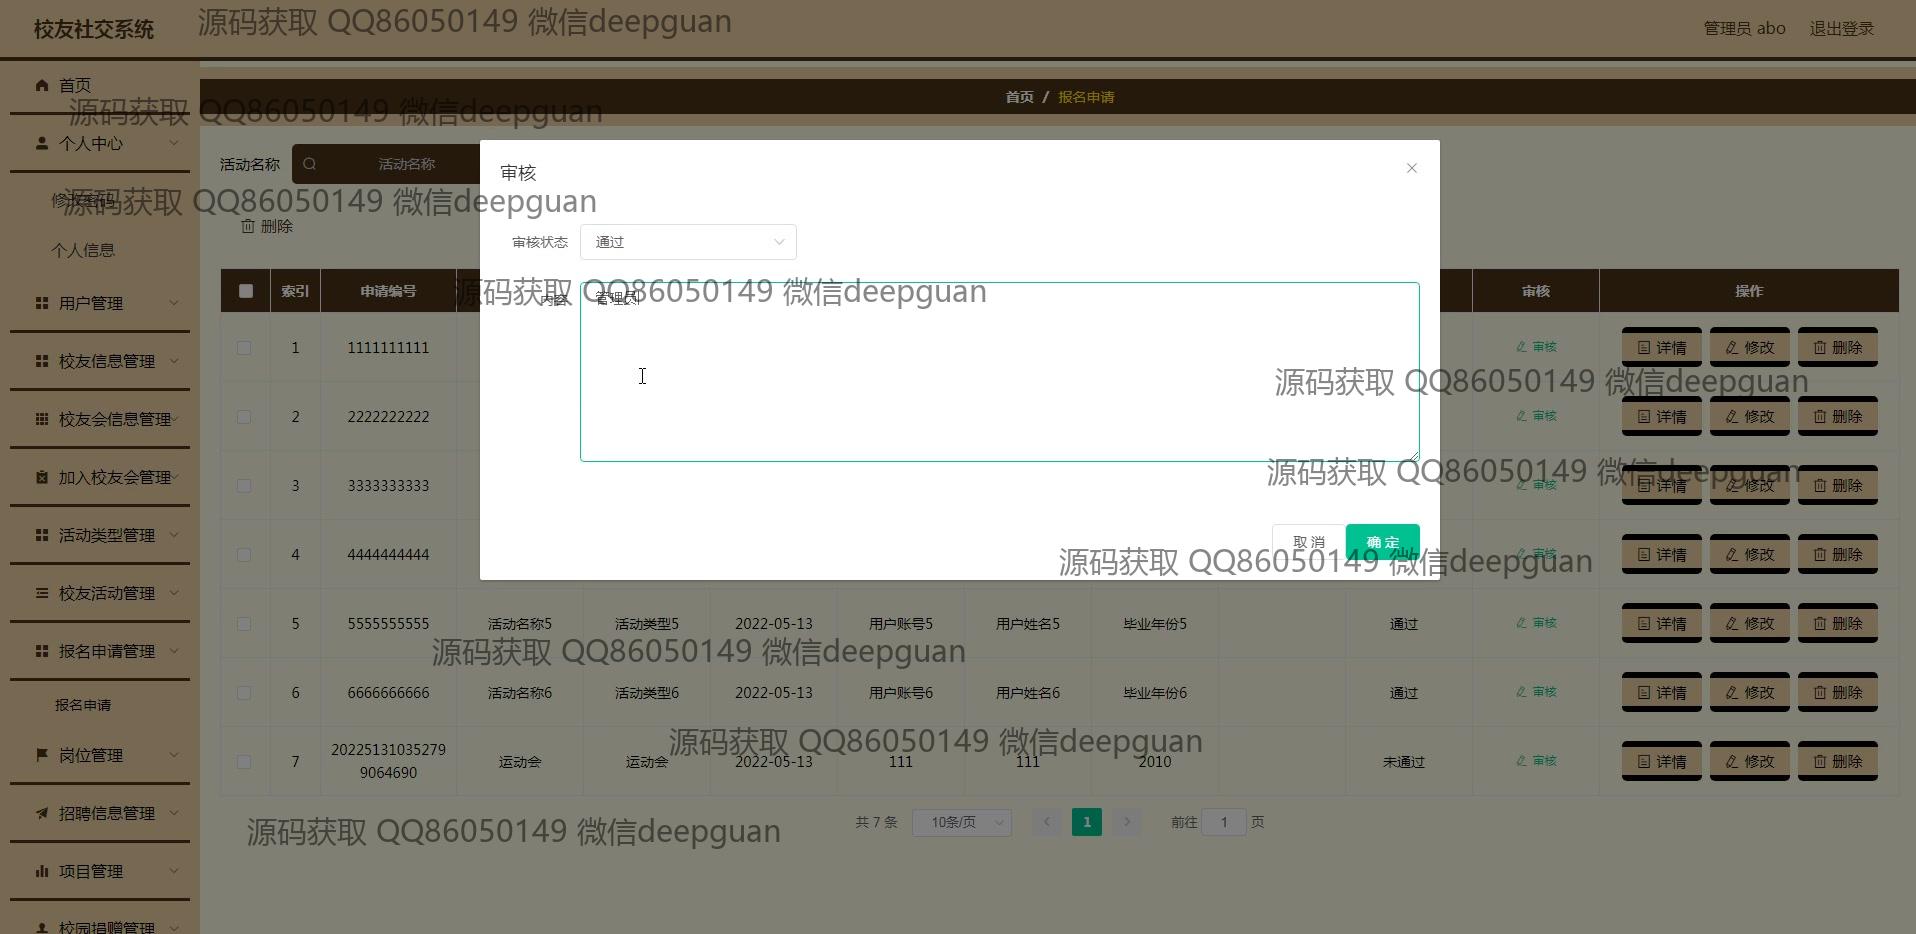 校友社交系统
源码获取 QQ86050149 微信deepguan
管理员 abo 退出登录
首页
首页 / 报名申请
源码获取 QQ86050149 微信deepguan
个人中心
活动名称 活动名称
审核
修改密码
源码获取 QQ86050149 微信deepguan
删除
审核状态 通过
个人信息
索引 申请编号 审核 操作
内容 管理员
源码获取 QQ86050149 微信deepguan
用户管理
1 1111111111 审核 详情 修改 删除
校友信息管理
源码获取 QQ86050149 微信deepguan
2 2222222222 审核 详情 修改 删除
校友会信息管理
源码获取 QQ86050149 微信deepguan
加入校友会管理
3 3333333333 审核 详情 修改 删除
取消 确定
活动类型管理
4 4444444444 审核 详情 修改 删除
源码获取 QQ86050149 微信deepguan
校友活动管理
5 5555555555 活动名称5 活动类型5 2022-05-13 用户账号5 用户姓名5 毕业年份5 通过 审核 详情 修改 删除
报名申请管理
源码获取 QQ86050149 微信deepguan
6 6666666666 活动名称6 活动类型6 2022-05-13 用户账号6 用户姓名6 毕业年份6 通过 审核 详情 修改 删除
报名申请
源码获取 QQ86050149 微信deepguan
岗位管理
7 20225131035279 运动会 运动会 2022-05-13 111 111 2010 未通过 审核 详情 修改 删除
9064690
招聘信息管理
共 7 条 10条/页 1 前往 1 页
源码获取 QQ86050149 微信deepguan
项目管理
校园捐赠管理